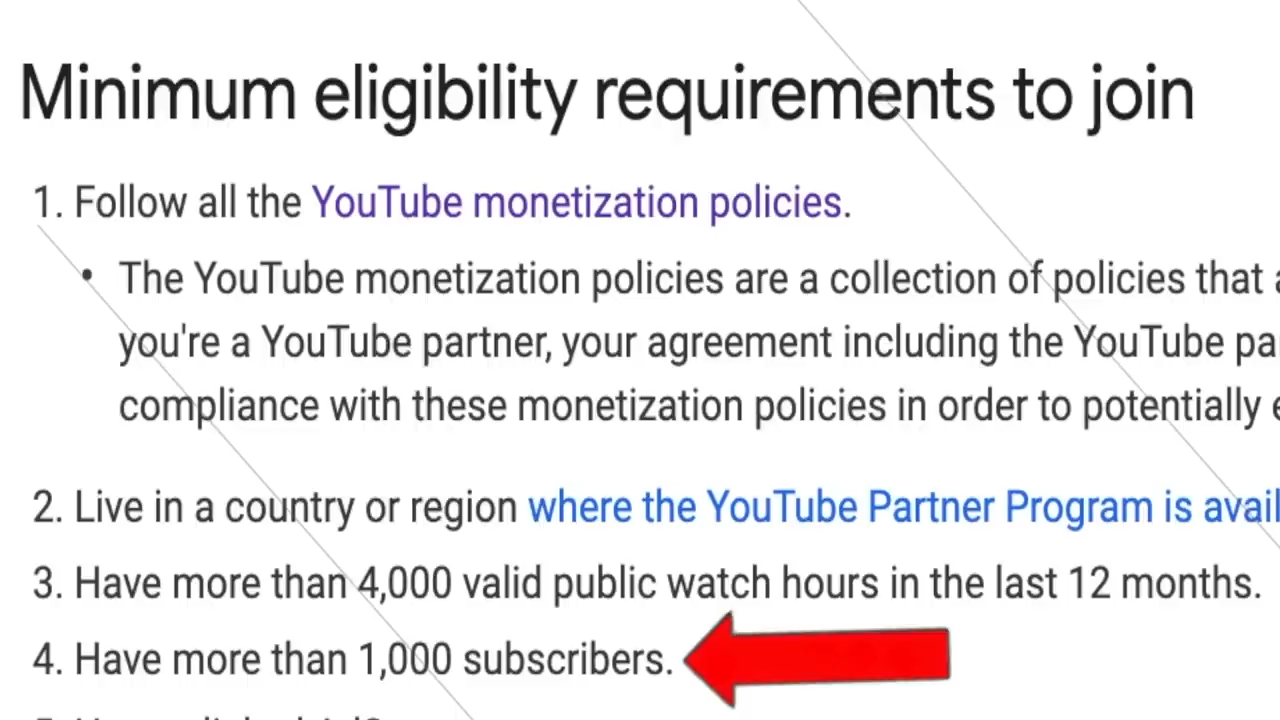 Minimum eligibility requirements to join
1. Follow all the YouTube monetization policies.
• The YouTube monetization policies are a collection of policies that
you're a YouTube partner, your agreement including the YouTube
compliance with these monetization policies in order to potentially
2. Live in a country or region where the YouTube Partner Program is
3. Have more than 4,000 valid public watch hours in the last 12 months.
4. Have more than 1,000 subscribers.